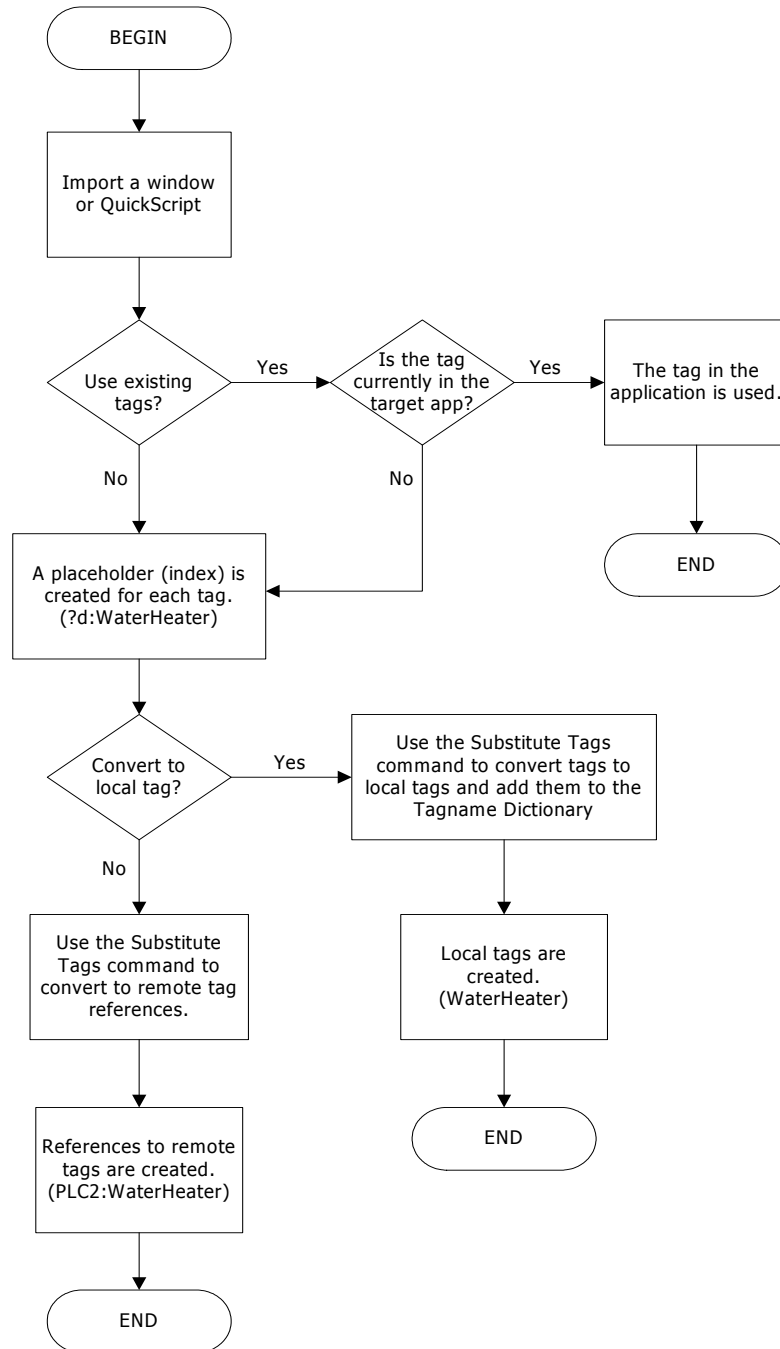 BEGIN
Import a window
or QuickScript
Use existing
tags?
Yes
Is the tag
currently in the
target app?
Yes
The tag in the
application is used.
No
No
END
A placeholder (index) is
created for each tag.
(?d:WaterHeater)
Convert to
local tag?
Yes
Use the Substitute Tags
command to convert tags to
local tags and add them to the
Tagname Dictionary
No
Use the Substitute
Tags command to
convert to remote tag
references.
Local tags are
created.
(WaterHeater)
References to remote
tags are created.
(PLC2:WaterHeater)
END
END